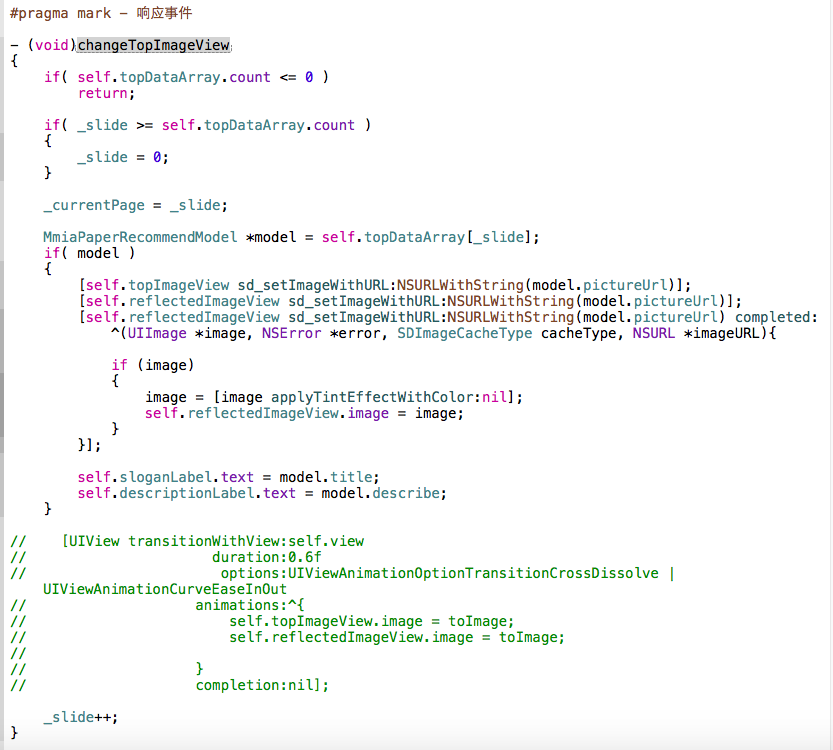 #pragma mark - 响应事件
- (void)changeTopImageView
{
if( self.topDataArray.count <= 0 )
return;
if( _slide >= self.topDataArray.count )
{
_slide = 0;
}
_currentPage = _slide;
MmiaPaperRecommendModel *model = self.topDataArray[_slide];
if( model )
{
[self.topImageView sd_setImageWithURL:NSURLWithString(model.pictureUrl)];
[self.reflectedImageView sd_setImageWithURL:NSURLWithString(model.pictureUrl)];
[self.reflectedImageView sd_setImageWithURL:NSURLWithString(model.pictureUrl) completed:
^(UIImage *image, NSError *error, SDImageCacheType cacheType, NSURL *imageURL){
if (image)
{
image = [image applyTintEffectWithColor:nil];
self.reflectedImageView.image = image;
}
}];
self.sloganLabel.text = model.title;
self.descriptionLabel.text = model.describe;
}
// [UIView transitionWithView:self.view
// duration:0.6f
// options:UIViewAnimationOptionTransitionCrossDissolve |
UIViewAnimationCurveEaseInOut
// animations:^{
// self.topImageView.image = toImage;
// self.reflectedImageView.image = toImage;
//
// }
// completion:nil];
_slide++;
}